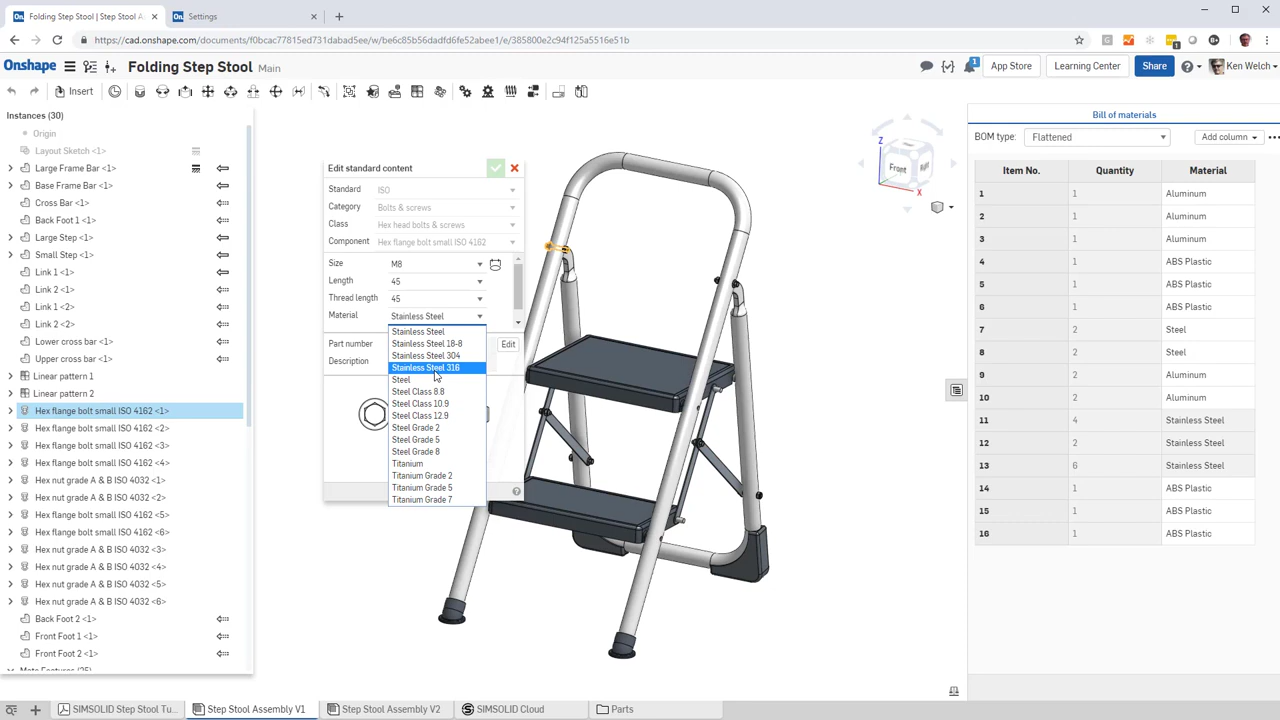 Folding Step Stool | Step Stool A
Settings
https://cad.onshape.com/documents/f0bcac77815ed731dabad5ee/w/be6c85b56dadfd6fe52abee1/e/385800e2c94f125a5516e51b
Onshape
Folding Step Stool
Main
1
App Store
Learning Center
Share
Ken Welch
Insert
Instances (30)
Origin
Layout Sketch <1>
Large Frame Bar <1>
Base Frame Bar <1>
Cross Bar <1>
Back Foot 1 <1>
Large Step <1>
Small Step <1>
Link 1 <1>
Link 2 <1>
Link 1 <2>
Link 2 <2>
Lower cross bar <1>
Upper cross bar <1>
Linear pattern 1
Linear pattern 2
Hex flange bolt small ISO 4162 <1>
Hex flange bolt small ISO 4162 <2>
Hex flange bolt small ISO 4162 <3>
Hex flange bolt small ISO 4162 <4>
Hex nut grade A & B ISO 4032 <1>
Hex nut grade A & B ISO 4032 <2>
Hex flange bolt small ISO 4162 <5>
Hex flange bolt small ISO 4162 <6>
Hex nut grade A & B ISO 4032 <3>
Hex nut grade A & B ISO 4032 <4>
Hex nut grade A & B ISO 4032 <5>
Hex nut grade A & B ISO 4032 <6>
Back Foot 2 <1>
Front Foot 1 <1>
Front Foot 2 <1>
Mate Features (25)
Edit standard content
Standard ISO
Category Bolts & screws
Class Hex head bolts & screws
Component Hex flange bolt small ISO 4162
Size M8
Length 45
Thread length 45
Material Stainless Steel
Stainless Steel
Stainless Steel 18-8
Stainless Steel 304
Stainless Steel 316
Steel
Steel Class 8.8
Steel Class 10.9
Steel Class 12.9
Steel Grade 2
Steel Grade 5
Steel Grade 8
Titanium
Titanium Grade 2
Titanium Grade 5
Titanium Grade 7
Part number
Edit
Description
Z
Front
Right
X
Bill of materials
BOM type: Flattened
Add column
Item No. Quantity Material
1 1 Aluminum
2 1 Aluminum
3 1 Aluminum
4 1 ABS Plastic
5 1 ABS Plastic
6 1 ABS Plastic
7 2 Steel
8 2 Steel
9 2 Aluminum
10 2 Aluminum
11 4 Stainless Steel
12 2 Stainless Steel
13 6 Stainless Steel
14 1 ABS Plastic
15 1 ABS Plastic
16 1 ABS Plastic
SIMSOLID Step Stool Tu...
Step Stool Assembly V1
Step Stool Assembly V2
SIMSOLID Cloud
Parts